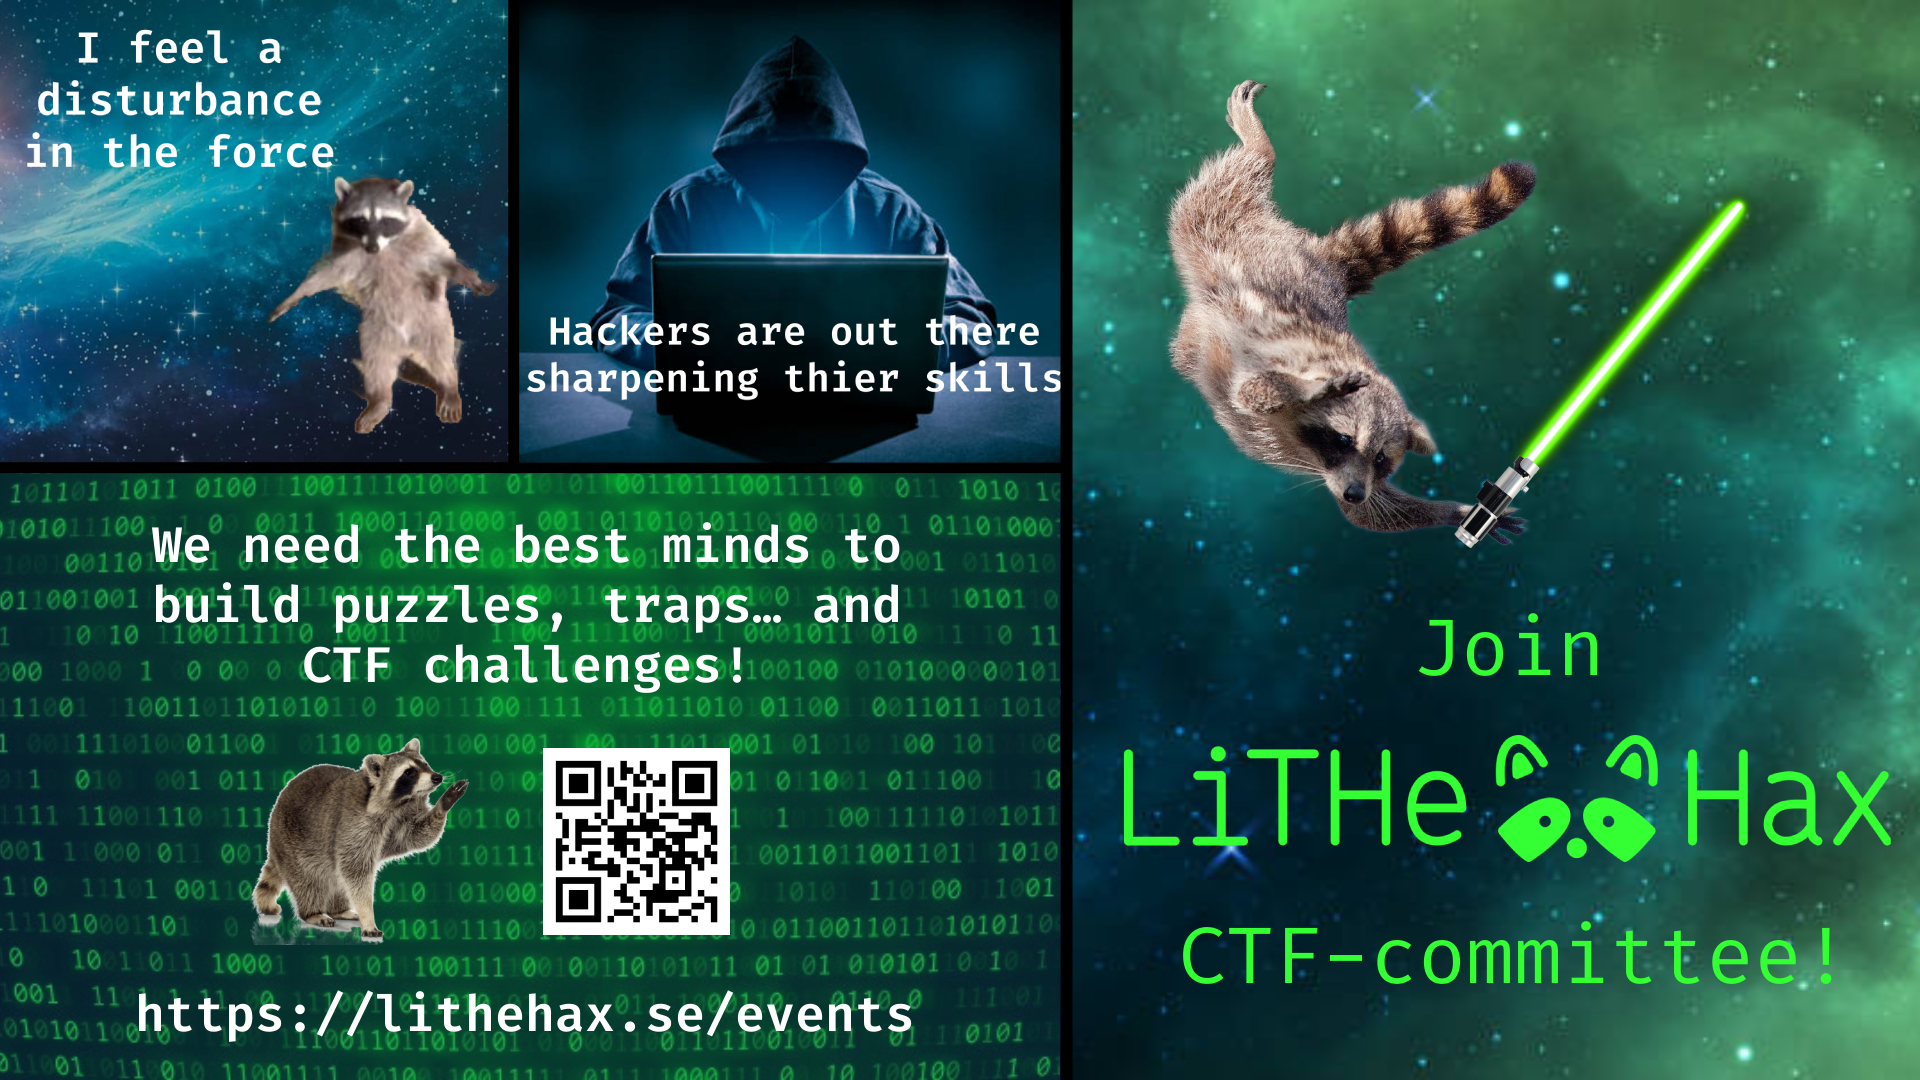 I feel a
disturbance
in the force
Hackers are out there
sharpening thier skills
We need the best minds to
build puzzles, traps… and
CTF challenges!
https://lithehax.se/events
Join
LiTHe Hax
CTF-committee!